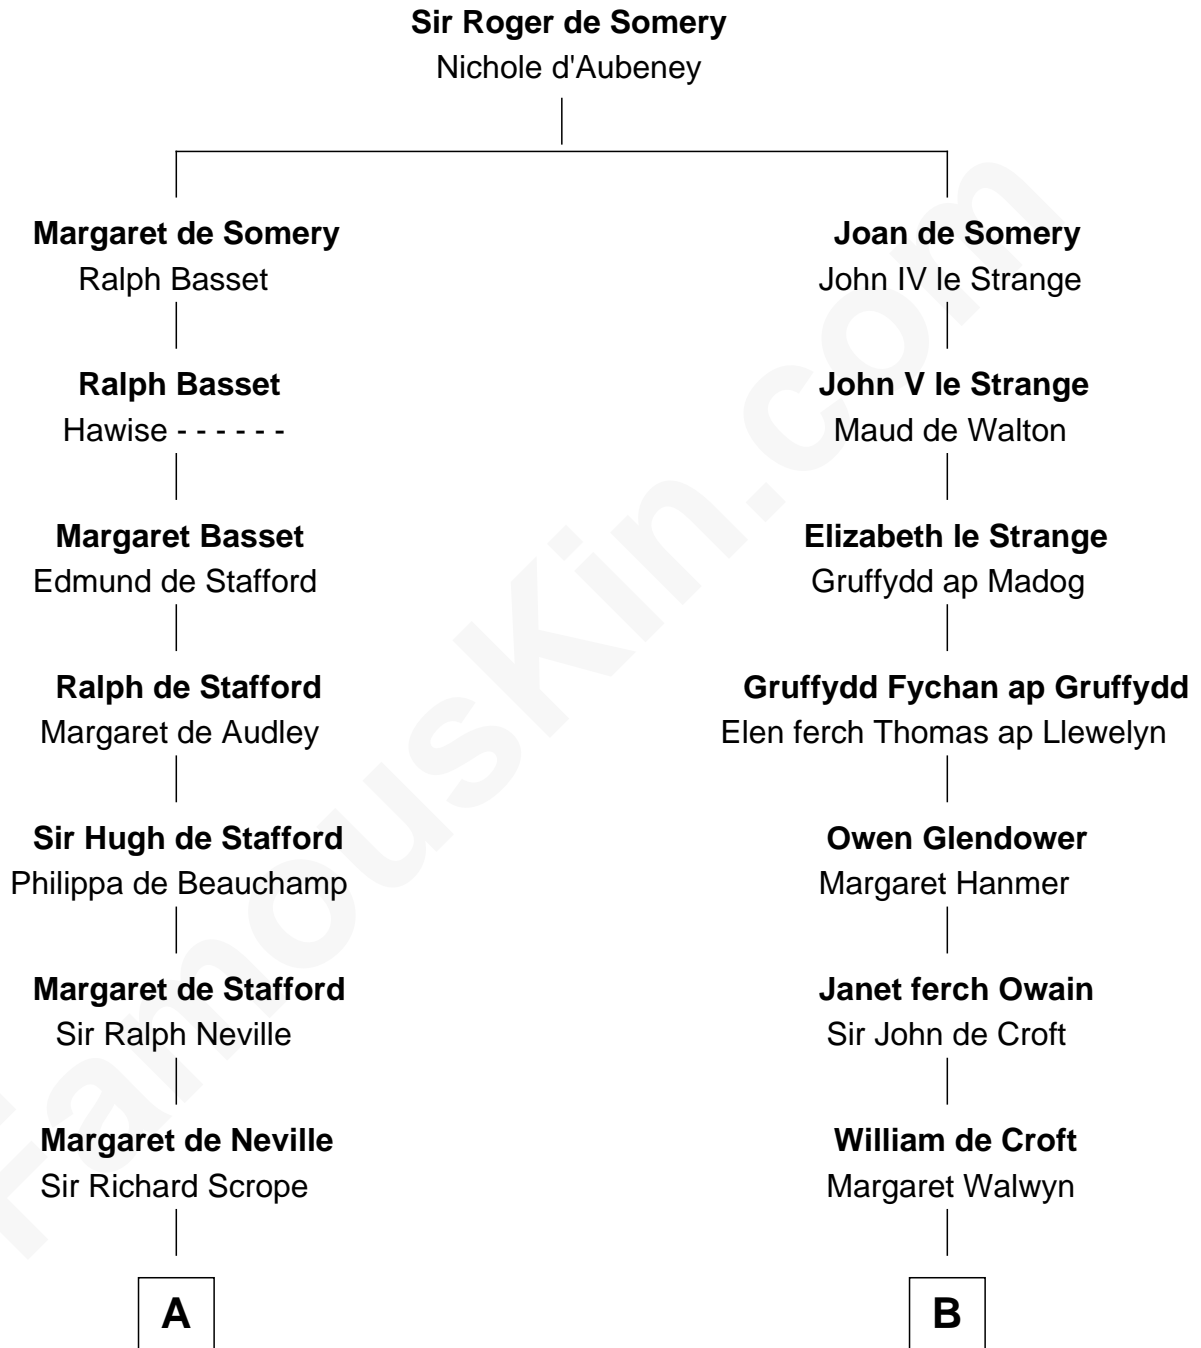 Sir Roger de Somery
Nichole d'Aubeney
Margaret de Somery
Ralph Basset
Ralph Basset
Hawise - - - - - -
Margaret Basset
Edmund de Stafford
Ralph de Stafford
Margaret de Audley
Sir Hugh de Stafford
Philippa de Beauchamp
Margaret de Stafford
Sir Ralph Neville
Margaret de Neville
Sir Richard Scrope
A
Joan de Somery
John IV le Strange
John V le Strange
Maud de Walton
Elizabeth le Strange
Gruffydd ap Madog
Gruffydd Fychan ap Gruffydd
Elen ferch Thomas ap Llewelyn
Owen Glendower
Margaret Hanmer
Janet ferch Owain
Sir John de Croft
William de Croft
Margaret Walwyn
B
FamousKin.com